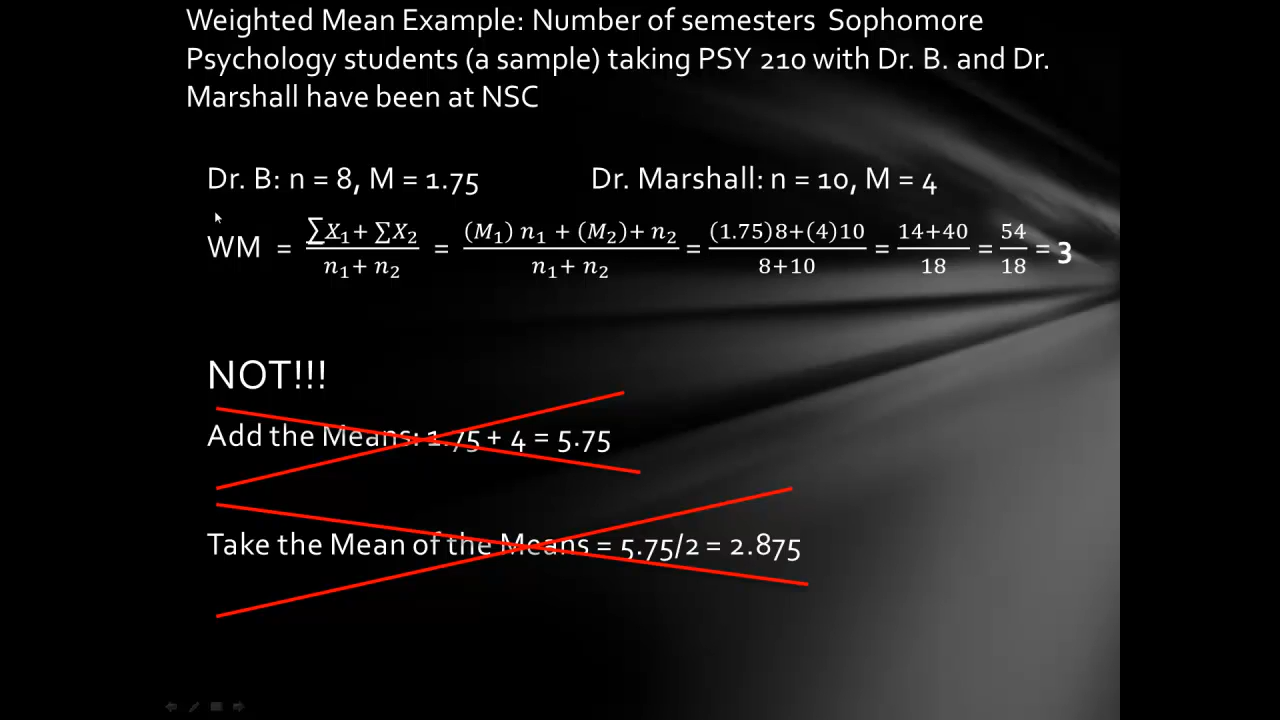 Weighted Mean Example: Number of semesters Sophomore
Psychology students (a sample) taking PSY 210 with Dr. B. and Dr.
Marshall have been at NSC
Dr. B: n = 8, M = 1.75 Dr. Marshall: n = 10, M = 4
WM = (∑X₁ + ∑X₂)/(n₁ + n₂) = ((M₁) n₁ + (M₂)+ n₂)/(n₁ + n₂) = ((1.75)8+(4)10)/(8+10) = (14+40)/18 = 54/18 = 3
NOT!!!
Add the Means: 1.75 + 4 = 5.75
Take the Mean of the Means = 5.75/2 = 2.875